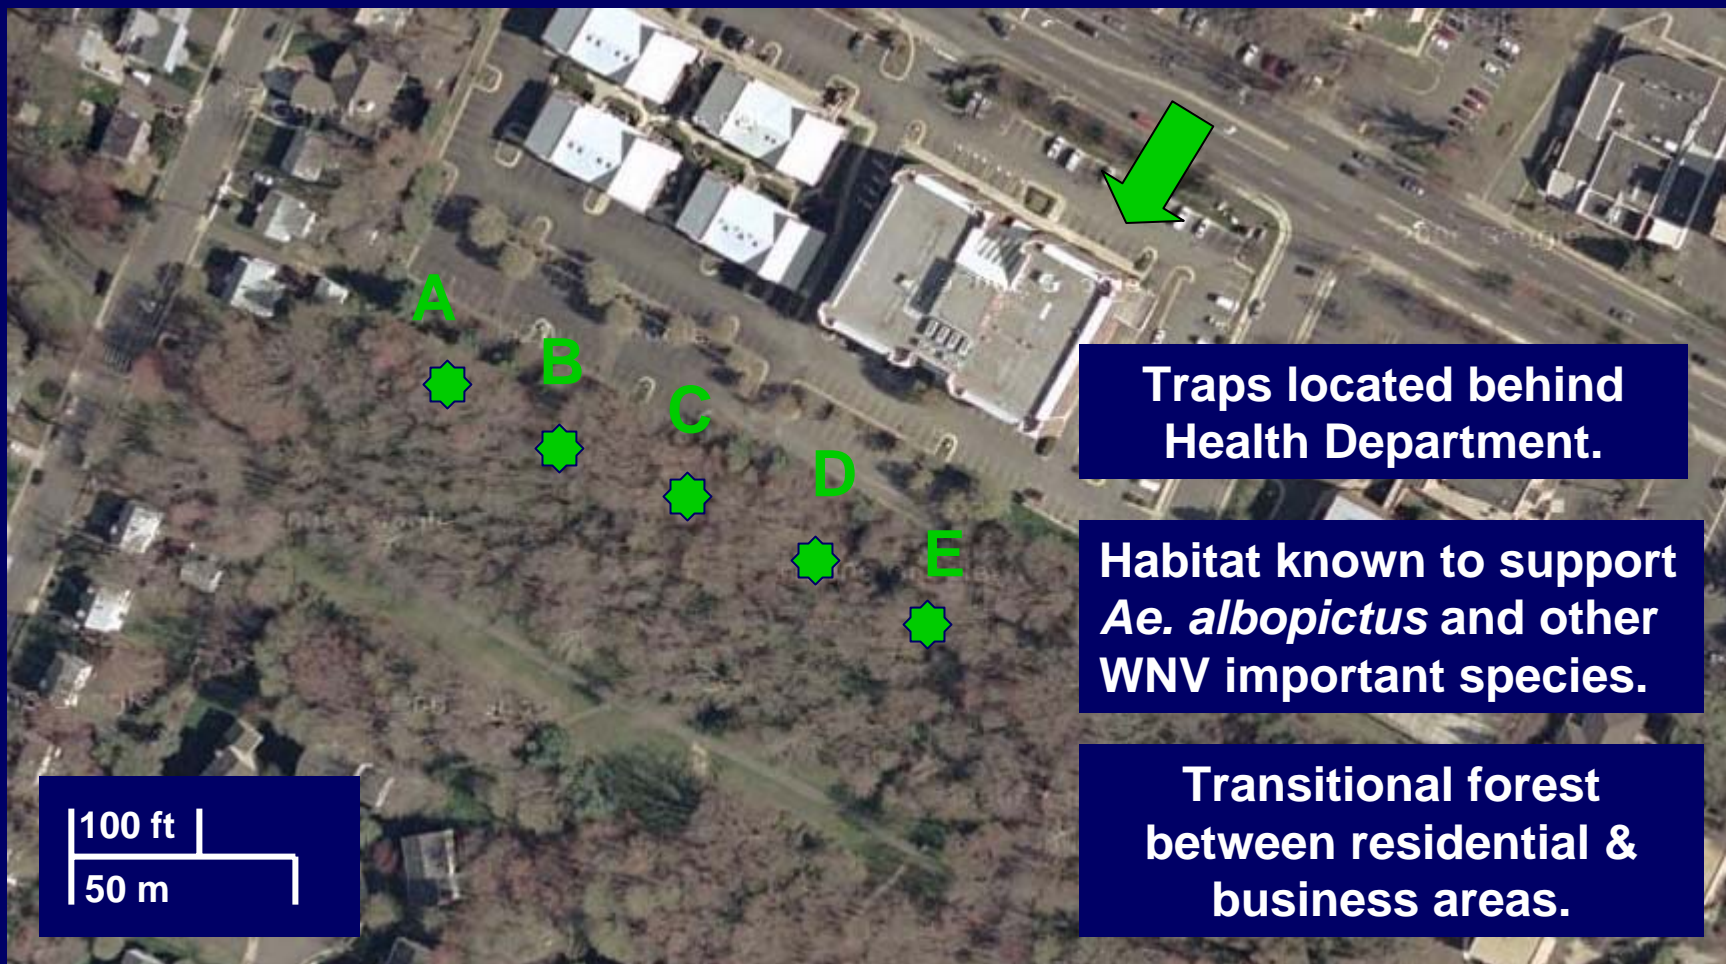 A
B
C
D
E
Traps located behind
Health Department.
Habitat known to support
Ae. albopictus and other
WNV important species.
Transitional forest
between residential &
business areas.
100 ft
50 m